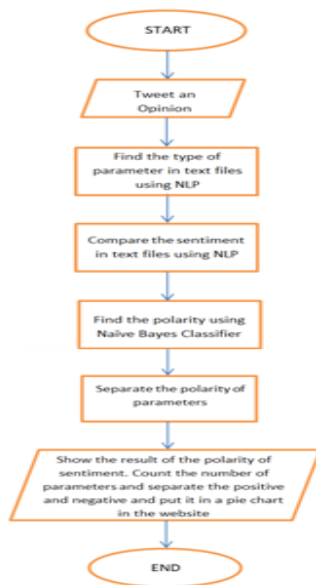 START
Tweet an
Opinion
Find the type of
parameter in text files
using NLP
Compare the sentiment
in text files using NLP
Find the polarity using
Naïve Bayes Classifier
Separate the polarity of
parameters
Show the result of the polarity of
sentiment. Count the number of
parameters and separate the positive
and negative and put it in a pie chart
in the website
END